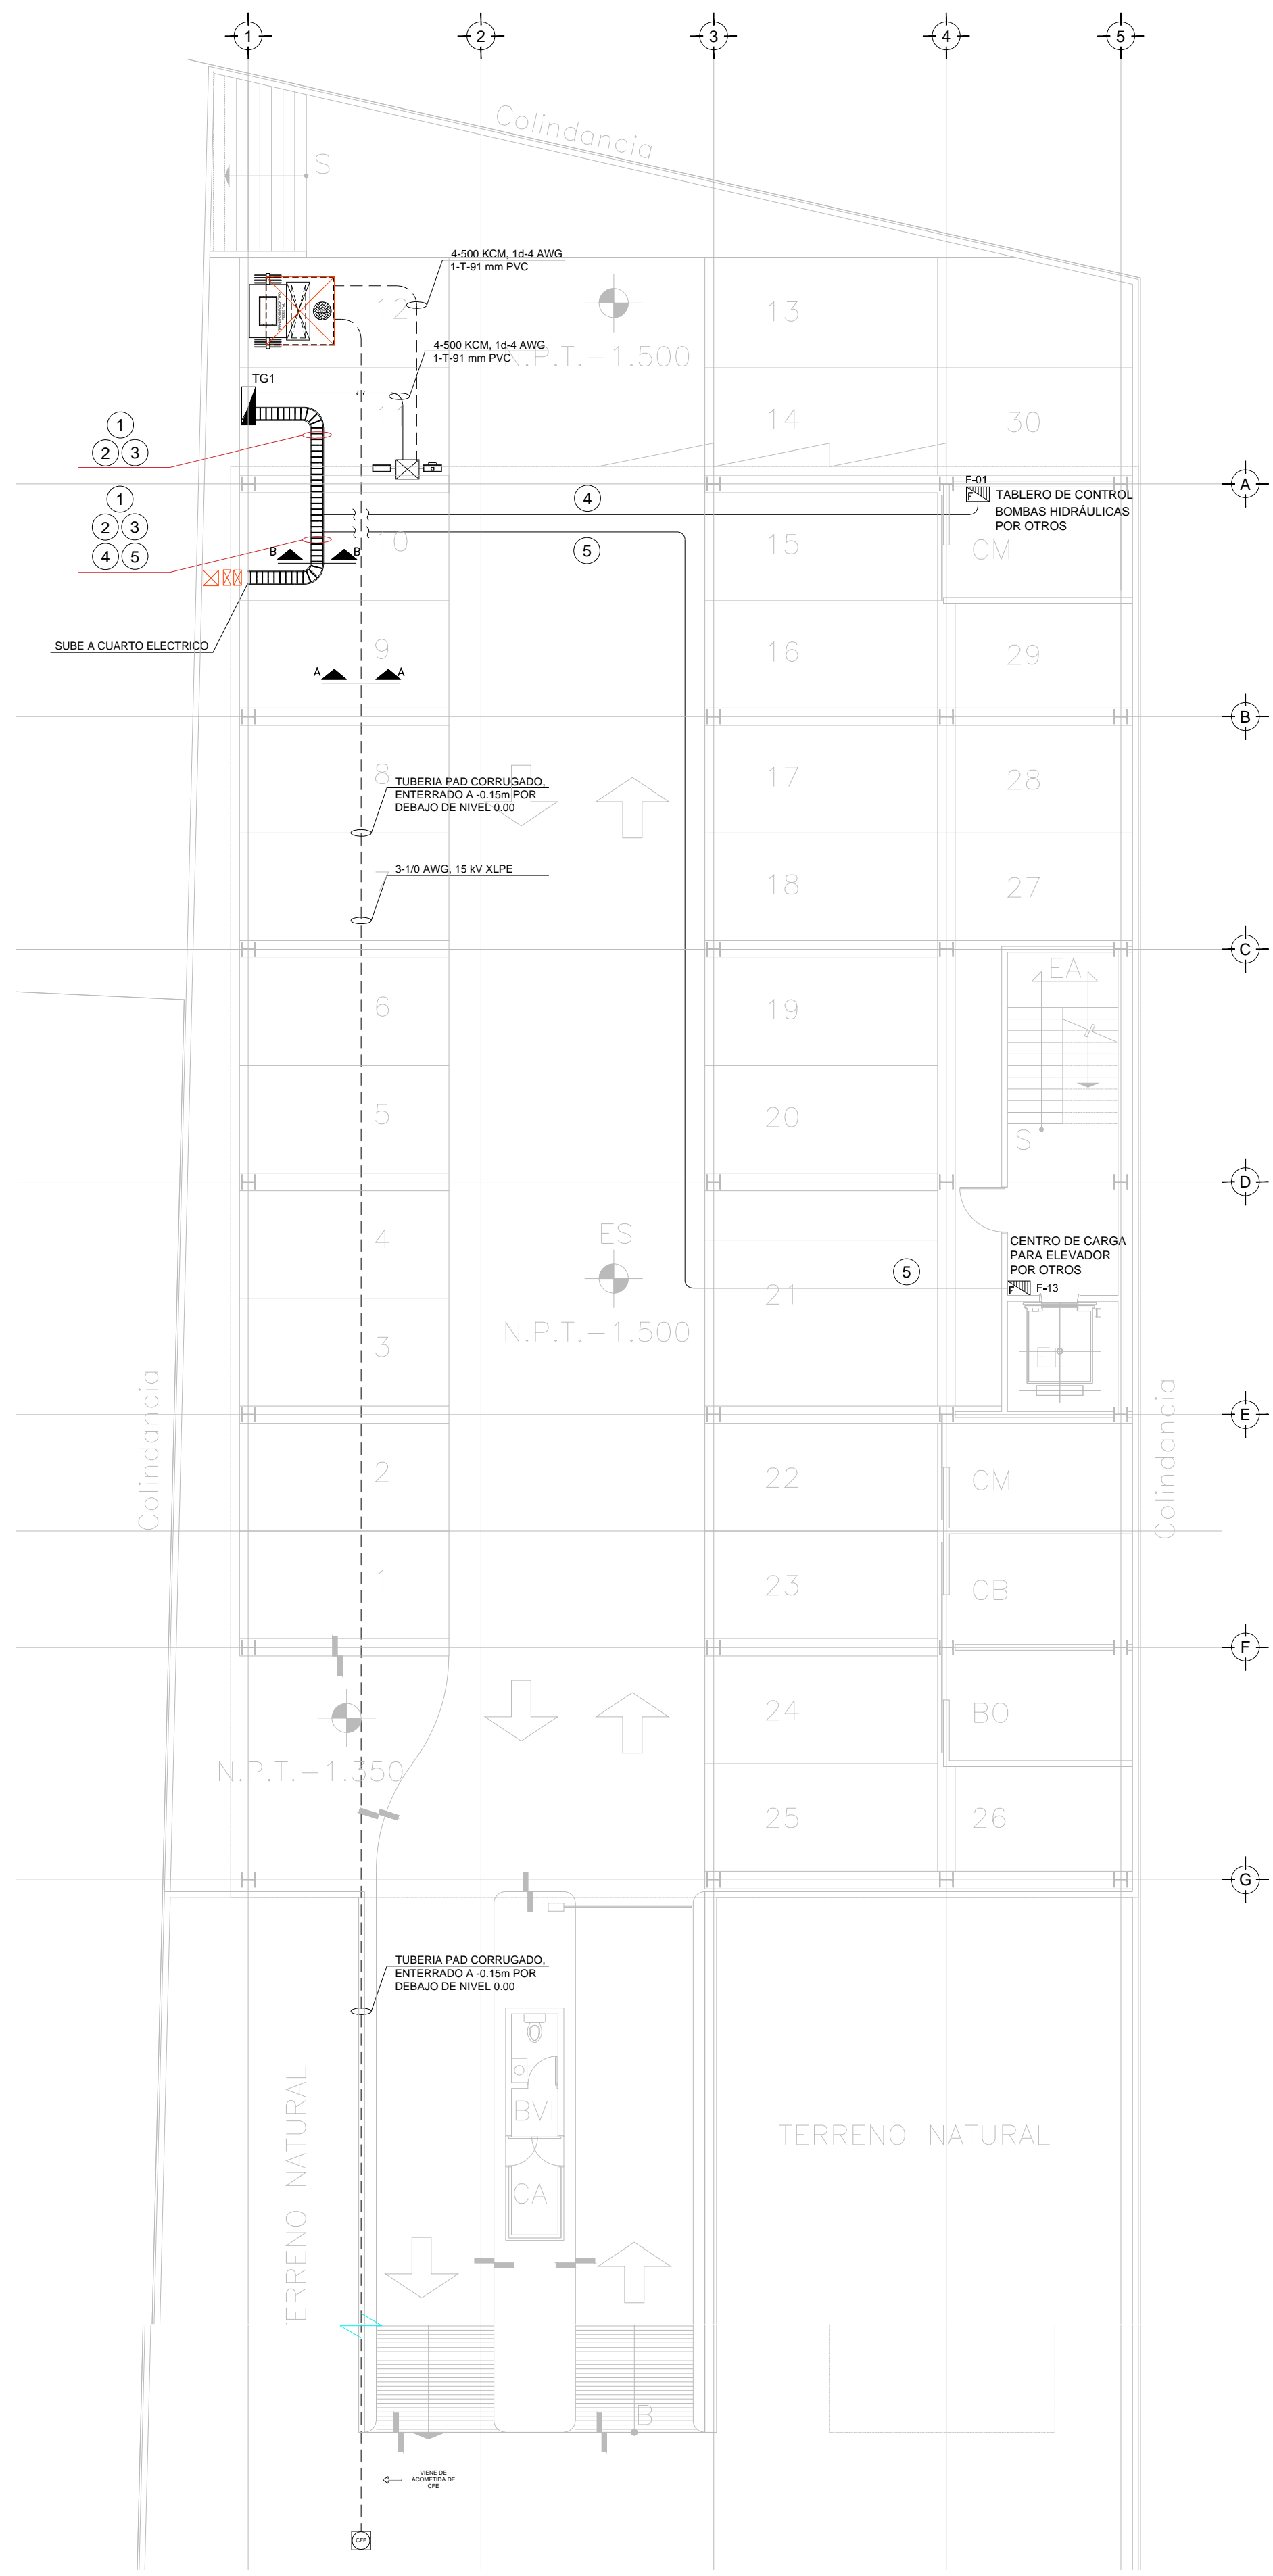 1
2
3
4
5
Colindancia
S
4-500 KCM, 1d-4 AWG
1-T-91 mm PVC
12
13
4-500 KCM, 1d-4 AWG
1-T-91 mm PVC
N.P.T.-1.500
TG1
11
14
30
1
2 3
F-01
A
F
TABLERO DE CONTROL
BOMBAS HIDRÁULICAS
POR OTROS
4
1
2 3
4 5
10
5
15
CM
B B
SUBE A CUARTO ELECTRICO
9
16
29
A A
B
8
17
28
TUBERIA PAD CORRUGADO,
ENTERRADO A -0.15m POR
DEBAJO DE NIVEL 0.00
3-1/0 AWG, 15 kV XLPE
18
27
C
EA
6
19
5
20
S
D
4
ES
CENTRO DE CARGA
PARA ELEVADOR
POR OTROS
5
21
F
F-13
N.P.T.-1.500
3
EL
Colindancia
Colindancia
E
2
22
CM
1
23
CB
F
24
BO
N.P.T.-1.350
25
26
G
TUBERIA PAD CORRUGADO,
ENTERRADO A -0.15m POR
DEBAJO DE NIVEL 0.00
BVI
ERRENO NATURAL
TERRENO NATURAL
CA
B
VIENE DE
ACOMETIDA DE
CFE
CFE